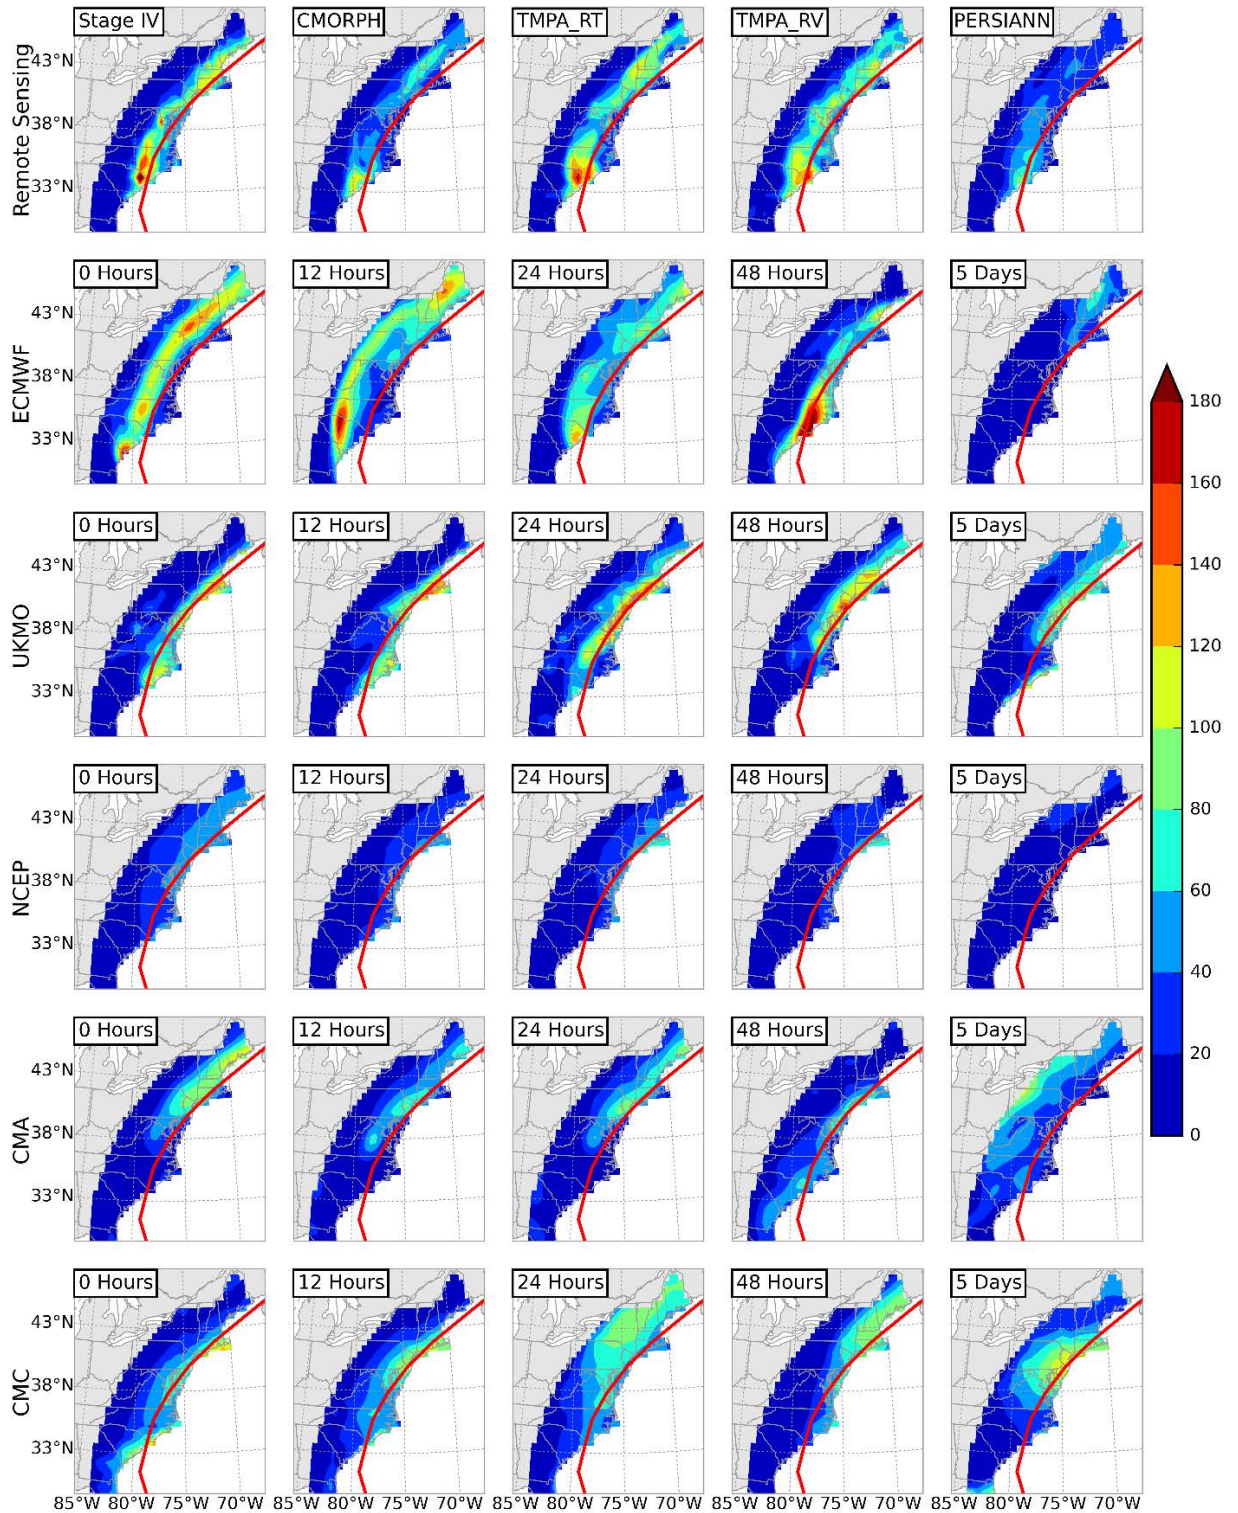 Stage IV CMORPH TMPA_RT TMPA_RV PERSIANN
Remote Sensing
43°N
38°N
33°N
0 Hours 12 Hours 24 Hours 48 Hours 5 Days
ECMWF
43°N
38°N
33°N
0 Hours 12 Hours 24 Hours 48 Hours 5 Days
UKMO
43°N
38°N
33°N
0 Hours 12 Hours 24 Hours 48 Hours 5 Days
NCEP
43°N
38°N
33°N
0 Hours 12 Hours 24 Hours 48 Hours 5 Days
CMA
43°N
38°N
33°N
0 Hours 12 Hours 24 Hours 48 Hours 5 Days
CMC
43°N
38°N
33°N
85°W 80°W 75°W 70°W 85°W 80°W 75°W 70°W 85°W 80°W 75°W 70°W 85°W 80°W 75°W 70°W 85°W 80°W 75°W 70°W
180
160
140
120
100
80
60
40
20
0